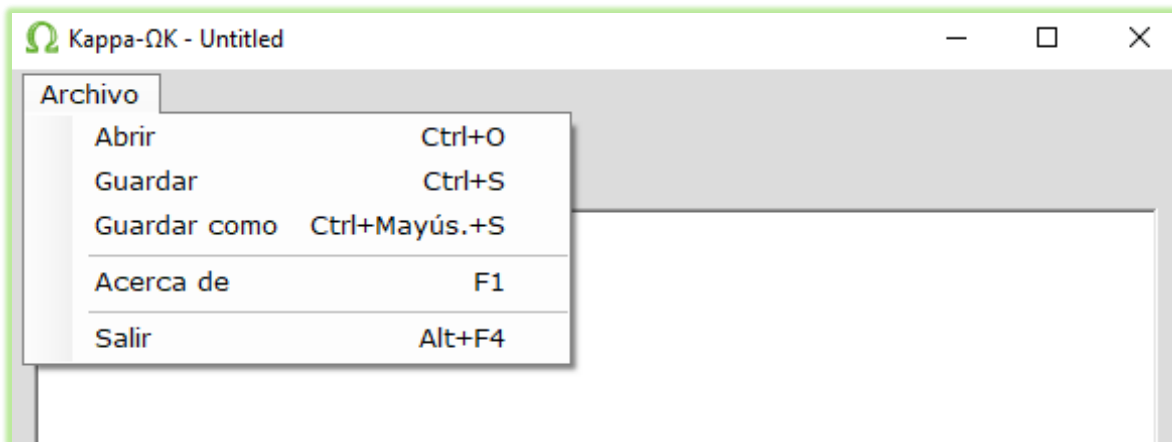 Kappa-ΩK - Untitled
Archivo
Abrir Ctrl+O
Guardar Ctrl+S
Guardar como Ctrl+Mayús.+S
Acerca de F1
Salir Alt+F4